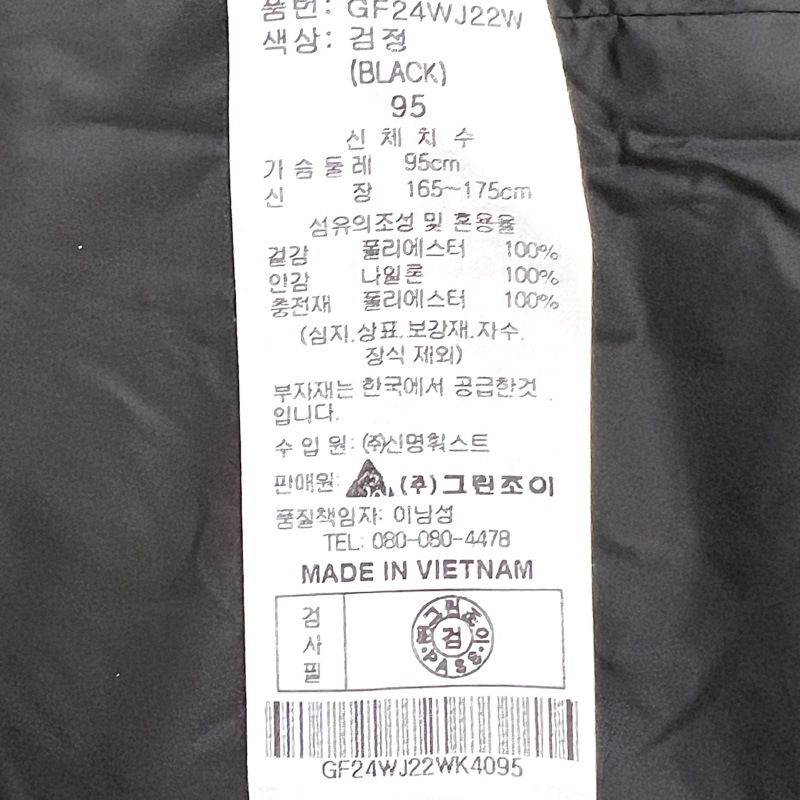 품번: GF24WJ22W
색상: 검정
(BLACK)
95
신 체 치 수
가 슴 둘 레 95cm
신 장 165~175cm
섬유의조성 및 혼용율
겉감 폴리에스터 100%
안감 나일론 100%
충전재 폴리에스터 100%
(심지.상표.보강재.자수.
장식 제외)
부자재는 한국에서 공급한것
입니다.
수 입 원: (주)신명훠스트
판매원: (주)그린조이
품질책임자: 이남성
TEL: 080-080-4478
MADE IN VIETNAM
검
사
필
그린조이
검
PASS
GF24WJ22WK4095